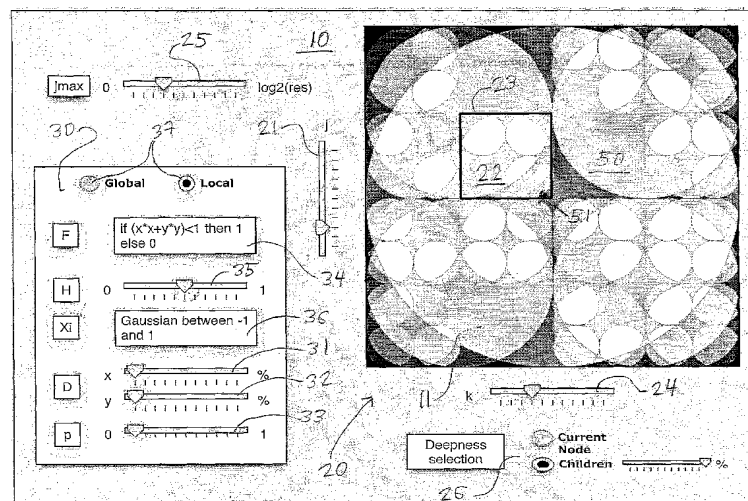 25
10
jmax 0 log2(res)
23
30 37
21 1
Global Local
22
50
51
F if (x*x+y*y)<1 then 1
else 0
34
35
H 0 1
Xi Gaussian between -1
and 1
36
31
D x %
32
y %
33
p 0 1
11 k 24
20
Deepness
selection
26
Current
Node
Children %